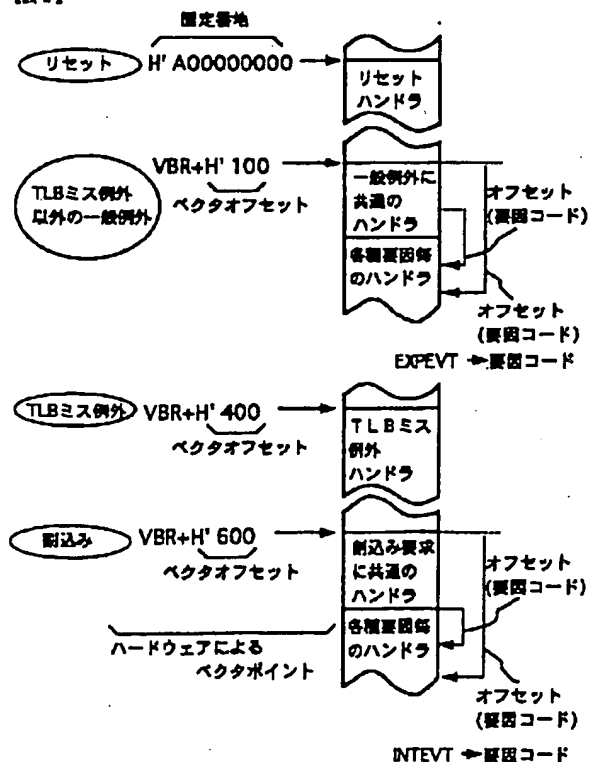 固定番地
リセット H' A00000000
リセット
ハンドラ
TLBミス例外
以外の一般例外
VBR+H' 100
ベクタオフセット
一般例外に
共通の
ハンドラ
各種要因毎
のハンドラ
オフセット
(要因コード)
オフセット
(要因コード)
EXPEVT → 要因コード
TLBミス例外 VBR+H' 400
ベクタオフセット
TLBミス
例外
ハンドラ
割込み VBR+H' 600
ベクタオフセット
割込み要求
に共通の
ハンドラ
各種要因毎
のハンドラ
オフセット
(要因コード)
オフセット
(要因コード)
ハードウェアによる
ベクタポイント
INTEVT → 要因コード